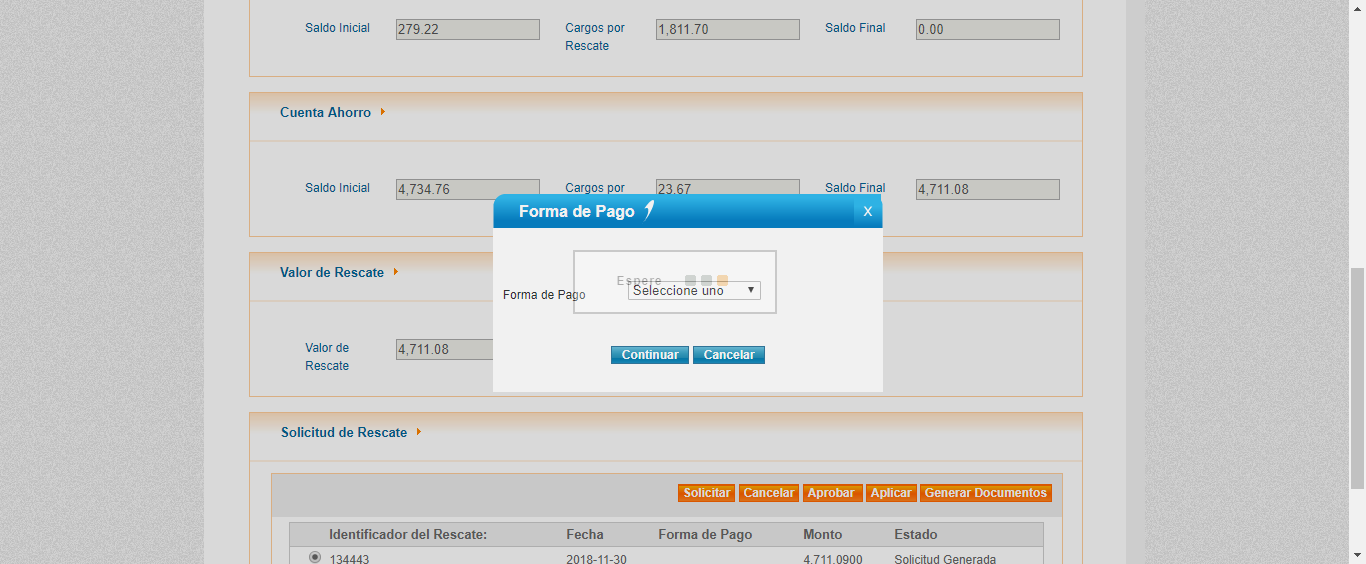 Saldo Inicial 279.22 Cargos por Rescate 1,811.70 Saldo Final 0.00
Cuenta Ahorro
Saldo Inicial 4,734.76 Cargos por 23.67 Saldo Final 4,711.08
Forma de Pago X
Valor de Rescate
Espere
Forma de Pago Seleccione uno
Valor de Rescate 4,711.08
Continuar Cancelar
Solicitud de Rescate
Solicitar Cancelar Aprobar Aplicar Generar Documentos
Identificador del Rescate: Fecha Forma de Pago Monto Estado
134443 2018-11-30 4,711.0900 Solicitud Generada